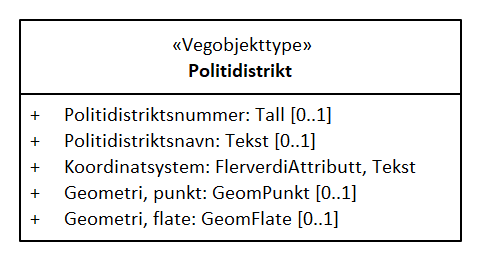 «Vegobjekttype»
Politidistrikt
+ Politidistriktsnummer: Tall [0..1]
+ Politidistriktsnavn: Tekst [0..1]
+ Koordinatsystem: FlerverdiAttributt, Tekst
+ Geometri, punkt: GeomPunkt [0..1]
+ Geometri, flate: GeomFlate [0..1]